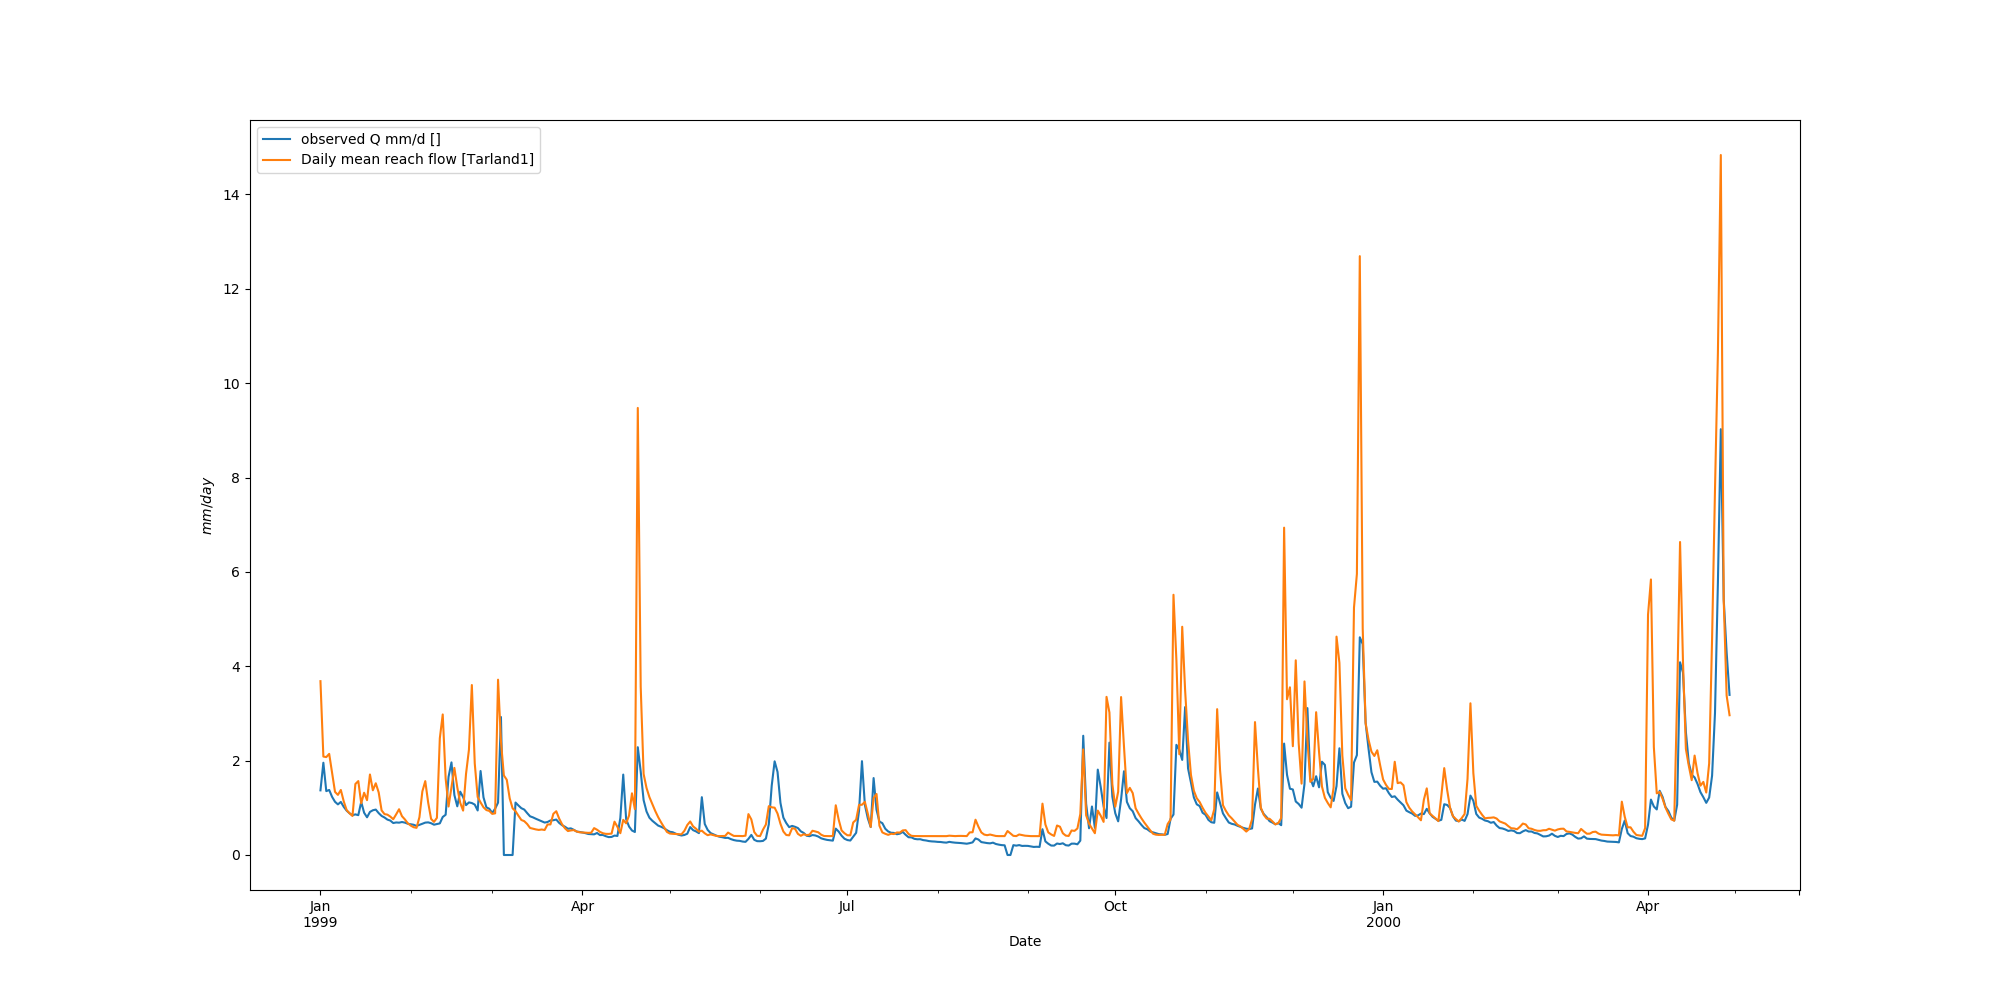 observed Q mm/d []
Daily mean reach flow [Tarland1]
14
12
10
8
6
4
2
0
mm/day
Jan
1999
Apr
Jul
Oct
Jan
2000
Apr
Date